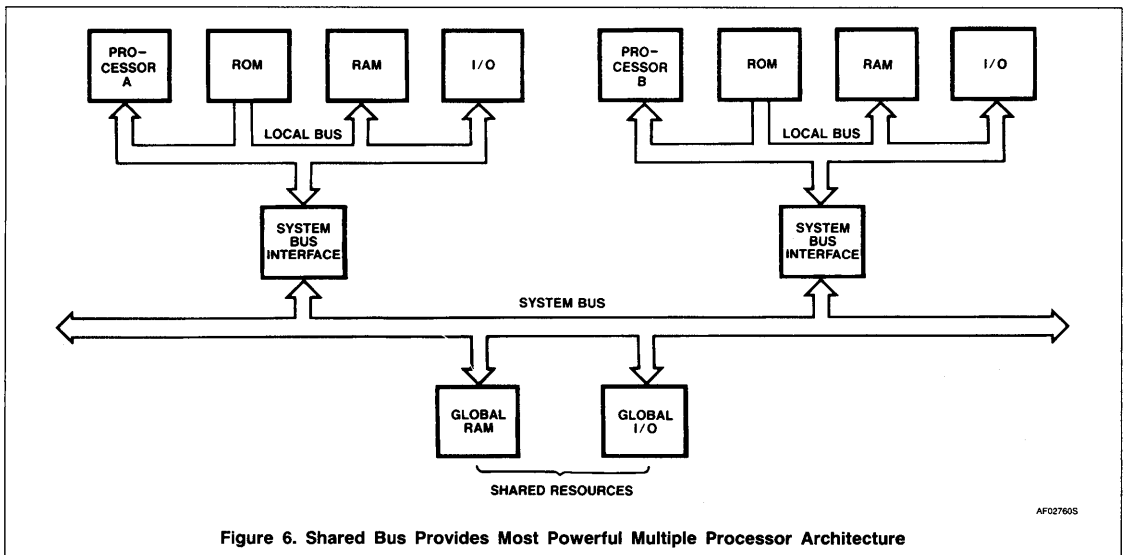 PRO-
CESSOR
A
ROM
RAM
I/O
PRO-
CESSOR
B
ROM
RAM
I/O
LOCAL BUS
LOCAL BUS
SYSTEM
BUS
INTERFACE
SYSTEM
BUS
INTERFACE
SYSTEM BUS
GLOBAL
RAM
GLOBAL
I/O
SHARED RESOURCES
AF02760S
Figure 6. Shared Bus Provides Most Powerful Multiple Processor Architecture